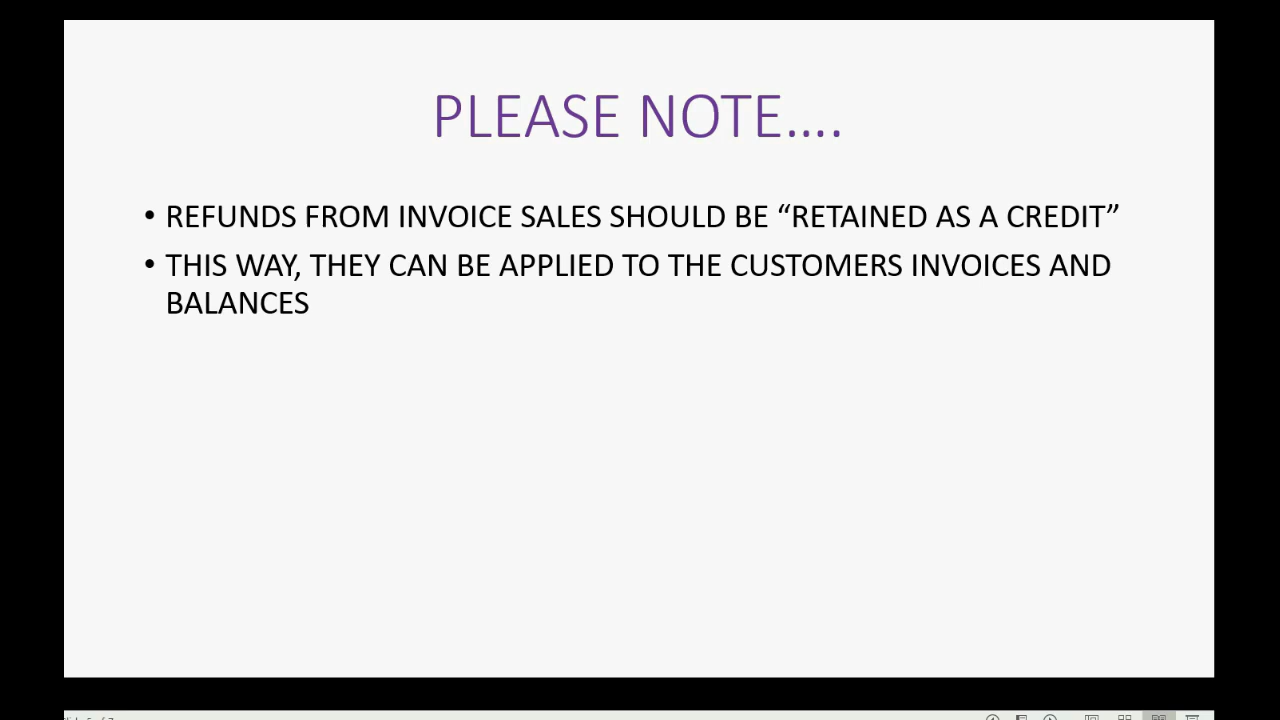 PLEASE NOTE….
• REFUNDS FROM INVOICE SALES SHOULD BE “RETAINED AS A CREDIT”
• THIS WAY, THEY CAN BE APPLIED TO THE CUSTOMERS INVOICES AND
BALANCES